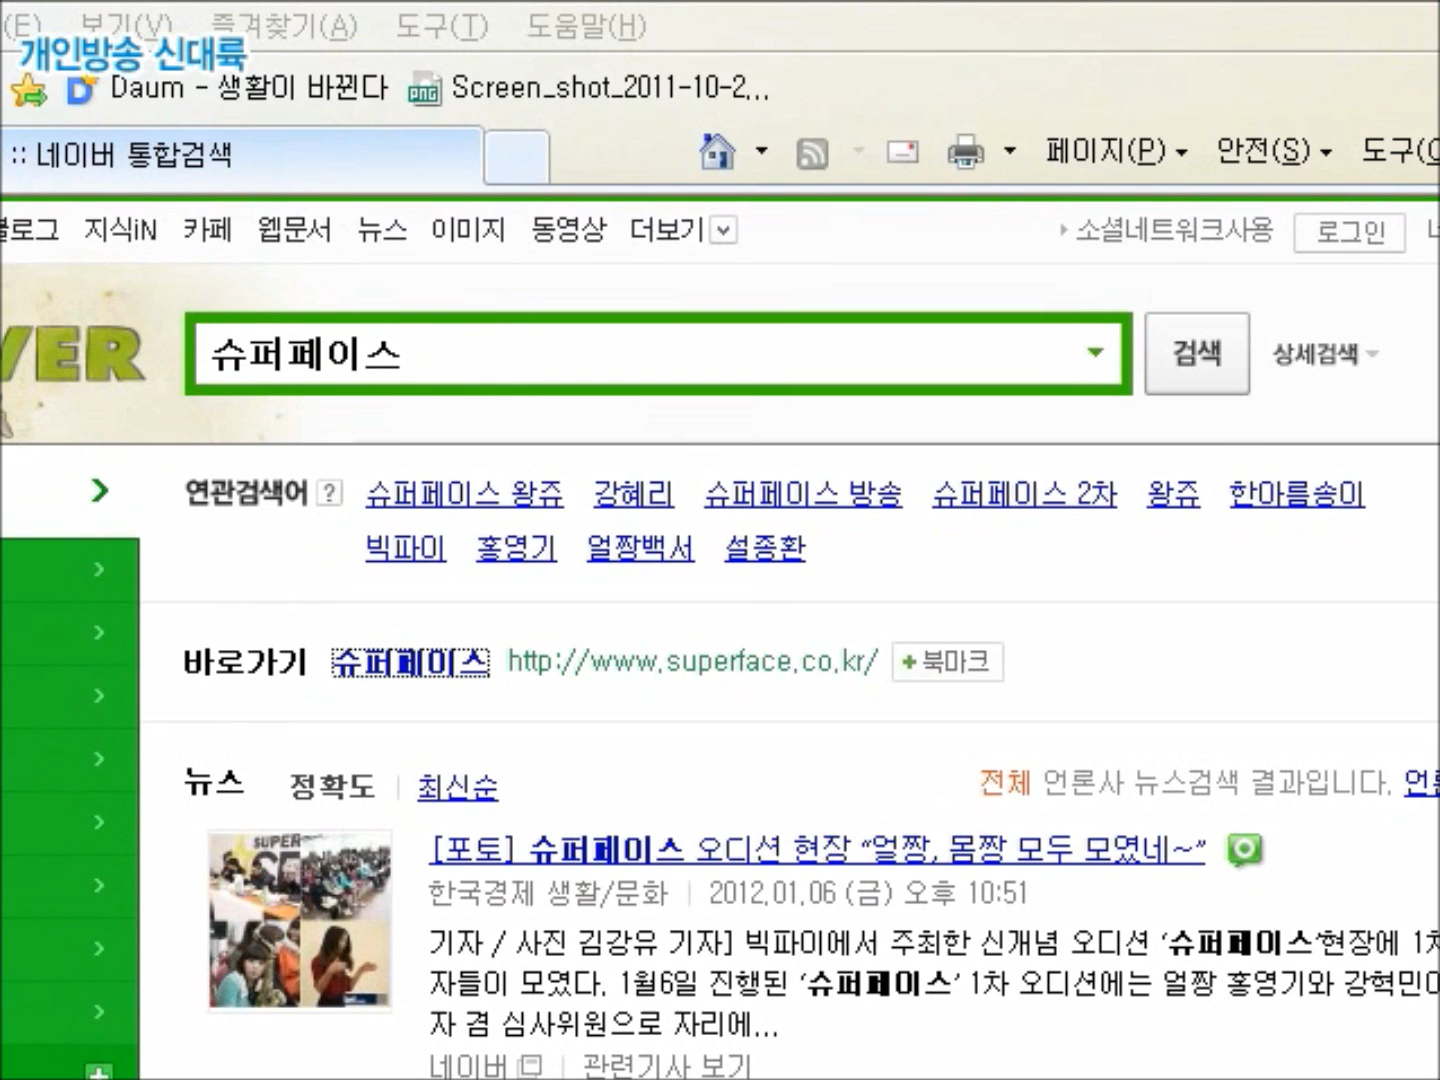 (E) 보기(V) 즐겨찾기(A) 도구(T) 도움말(H)
개인방송 신대륙
Daum - 생활이 바뀐다 Screen_shot_2011-10-2...
:: 네이버 통합검색
페이지(P) 안전(S) 도구(
블로그 지식iN 카페 웹문서 뉴스 이미지 동영상 더보기 소셜네트워크사용 로그인
VER 슈퍼페이스 검색 상세검색
연관검색어 ? 슈퍼페이스 왕쥬 강혜리 슈퍼페이스 방송 슈퍼페이스 2차 왕쥬 한아름송이
빅파이 홍영기 얼짱백서 설종환
바로가기 슈퍼페이스 http://www.superface.co.kr/ +북마크
뉴스 정확도 최신순 전체 언론사 뉴스검색 결과입니다. 언론
SUPER
[포토] 슈퍼페이스 오디션 현장 “얼짱, 몸짱 모두 모였네~”
한국경제 생활/문화 2012.01.06 (금) 오후 10:51
기자 / 사진 김강유 기자] 빅파이에서 주최한 신개념 오디션 ‘슈퍼페이스’현장에 1차
자들이 모였다. 1월6일 진행된 ‘슈퍼페이스’ 1차 오디션에는 얼짱 홍영기와 강혁민이
자 겸 심사위원으로 자리에...
네이버 관련기사 보기